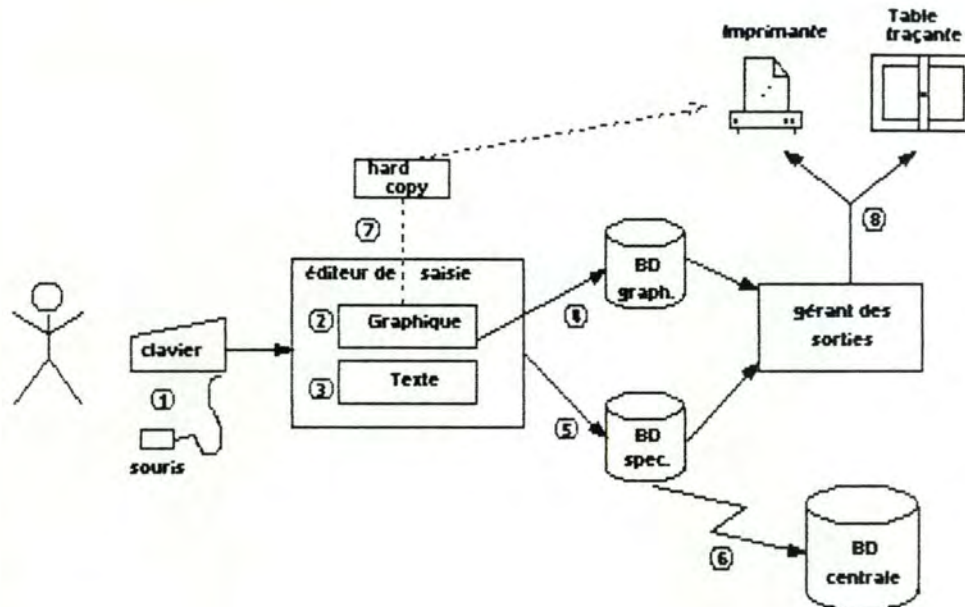 Imprimante
Table
traçante
hard
copy
⑦
⑧
éditeur de saisie
② Graphique
③ Texte
clavier
①
souris
BD
graph.
④
gérant des
sorties
⑤
BD
spec.
⑥
BD
centrale